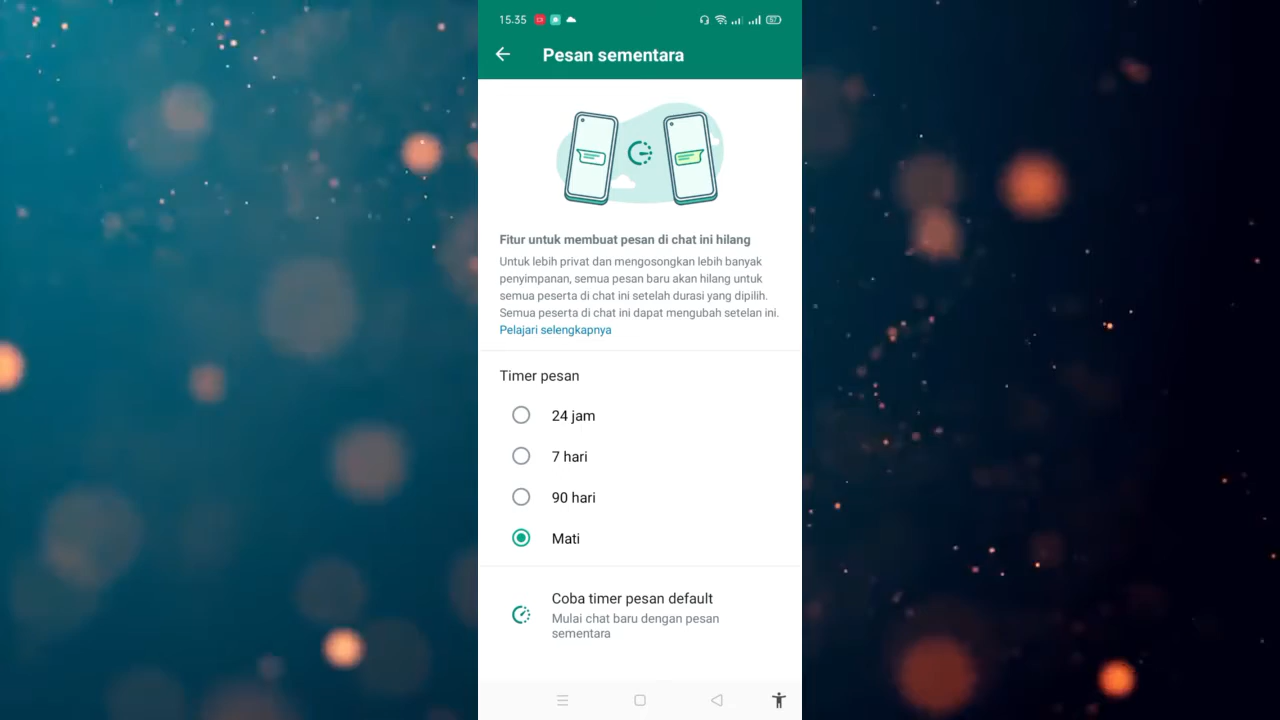 15.35
57
Pesan sementara
Fitur untuk membuat pesan di chat ini hilang
Untuk lebih privat dan mengosongkan lebih banyak
penyimpanan, semua pesan baru akan hilang untuk
semua peserta di chat ini setelah durasi yang dipilih.
Semua peserta di chat ini dapat mengubah setelan ini.
Pelajari selengkapnya
Timer pesan
24 jam
7 hari
90 hari
Mati
Coba timer pesan default
Mulai chat baru dengan pesan
sementara